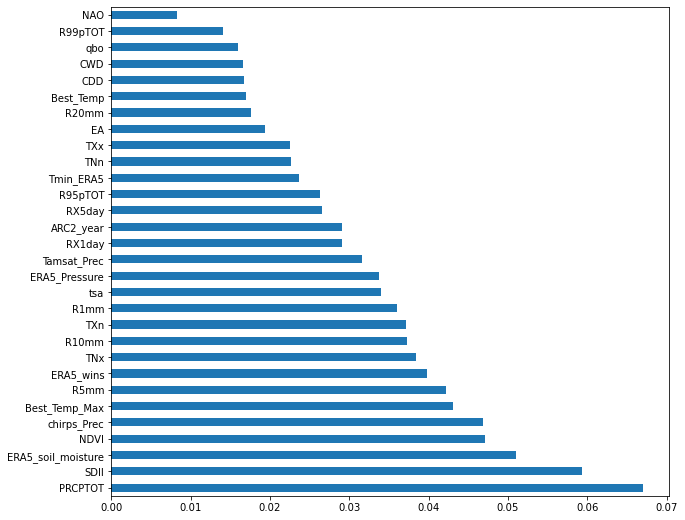 NAO
R99pTOT
qbo
CWD
CDD
Best_Temp
R20mm
EA
TXx
TNn
Tmin_ERA5
R95pTOT
RX5day
ARC2_year
RX1day
Tamsat_Prec
ERA5_Pressure
tsa
R1mm
TXn
R10mm
TNx
ERA5_wins
R5mm
Best_Temp_Max
chirps_Prec
NDVI
ERA5_soil_moisture
SDII
PRCPTOT
0.00 0.01 0.02 0.03 0.04 0.05 0.06 0.07